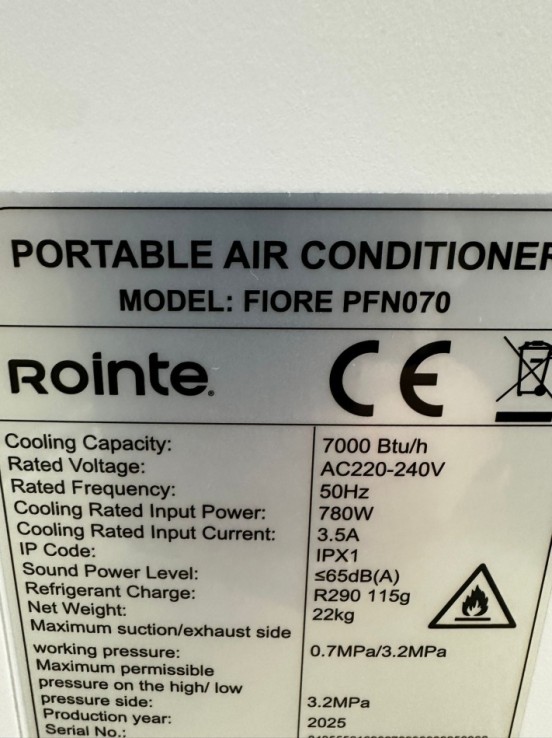 PORTABLE AIR CONDITIONER
MODEL: FIORE PFN070
Rointe.
CE
Cooling Capacity: 7000 Btu/h
Rated Voltage: AC220-240V
Rated Frequency: 50Hz
Cooling Rated Input Power: 780W
Cooling Rated Input Current: 3.5A
IP Code: IPX1
Sound Power Level: ≤65dB(A)
Refrigerant Charge: R290 115g
Net Weight: 22kg
Maximum suction/exhaust side
working pressure: 0.7MPa/3.2MPa
Maximum permissible
pressure on the high/ low
pressure side: 3.2MPa
Production year: 2025
Serial No.: